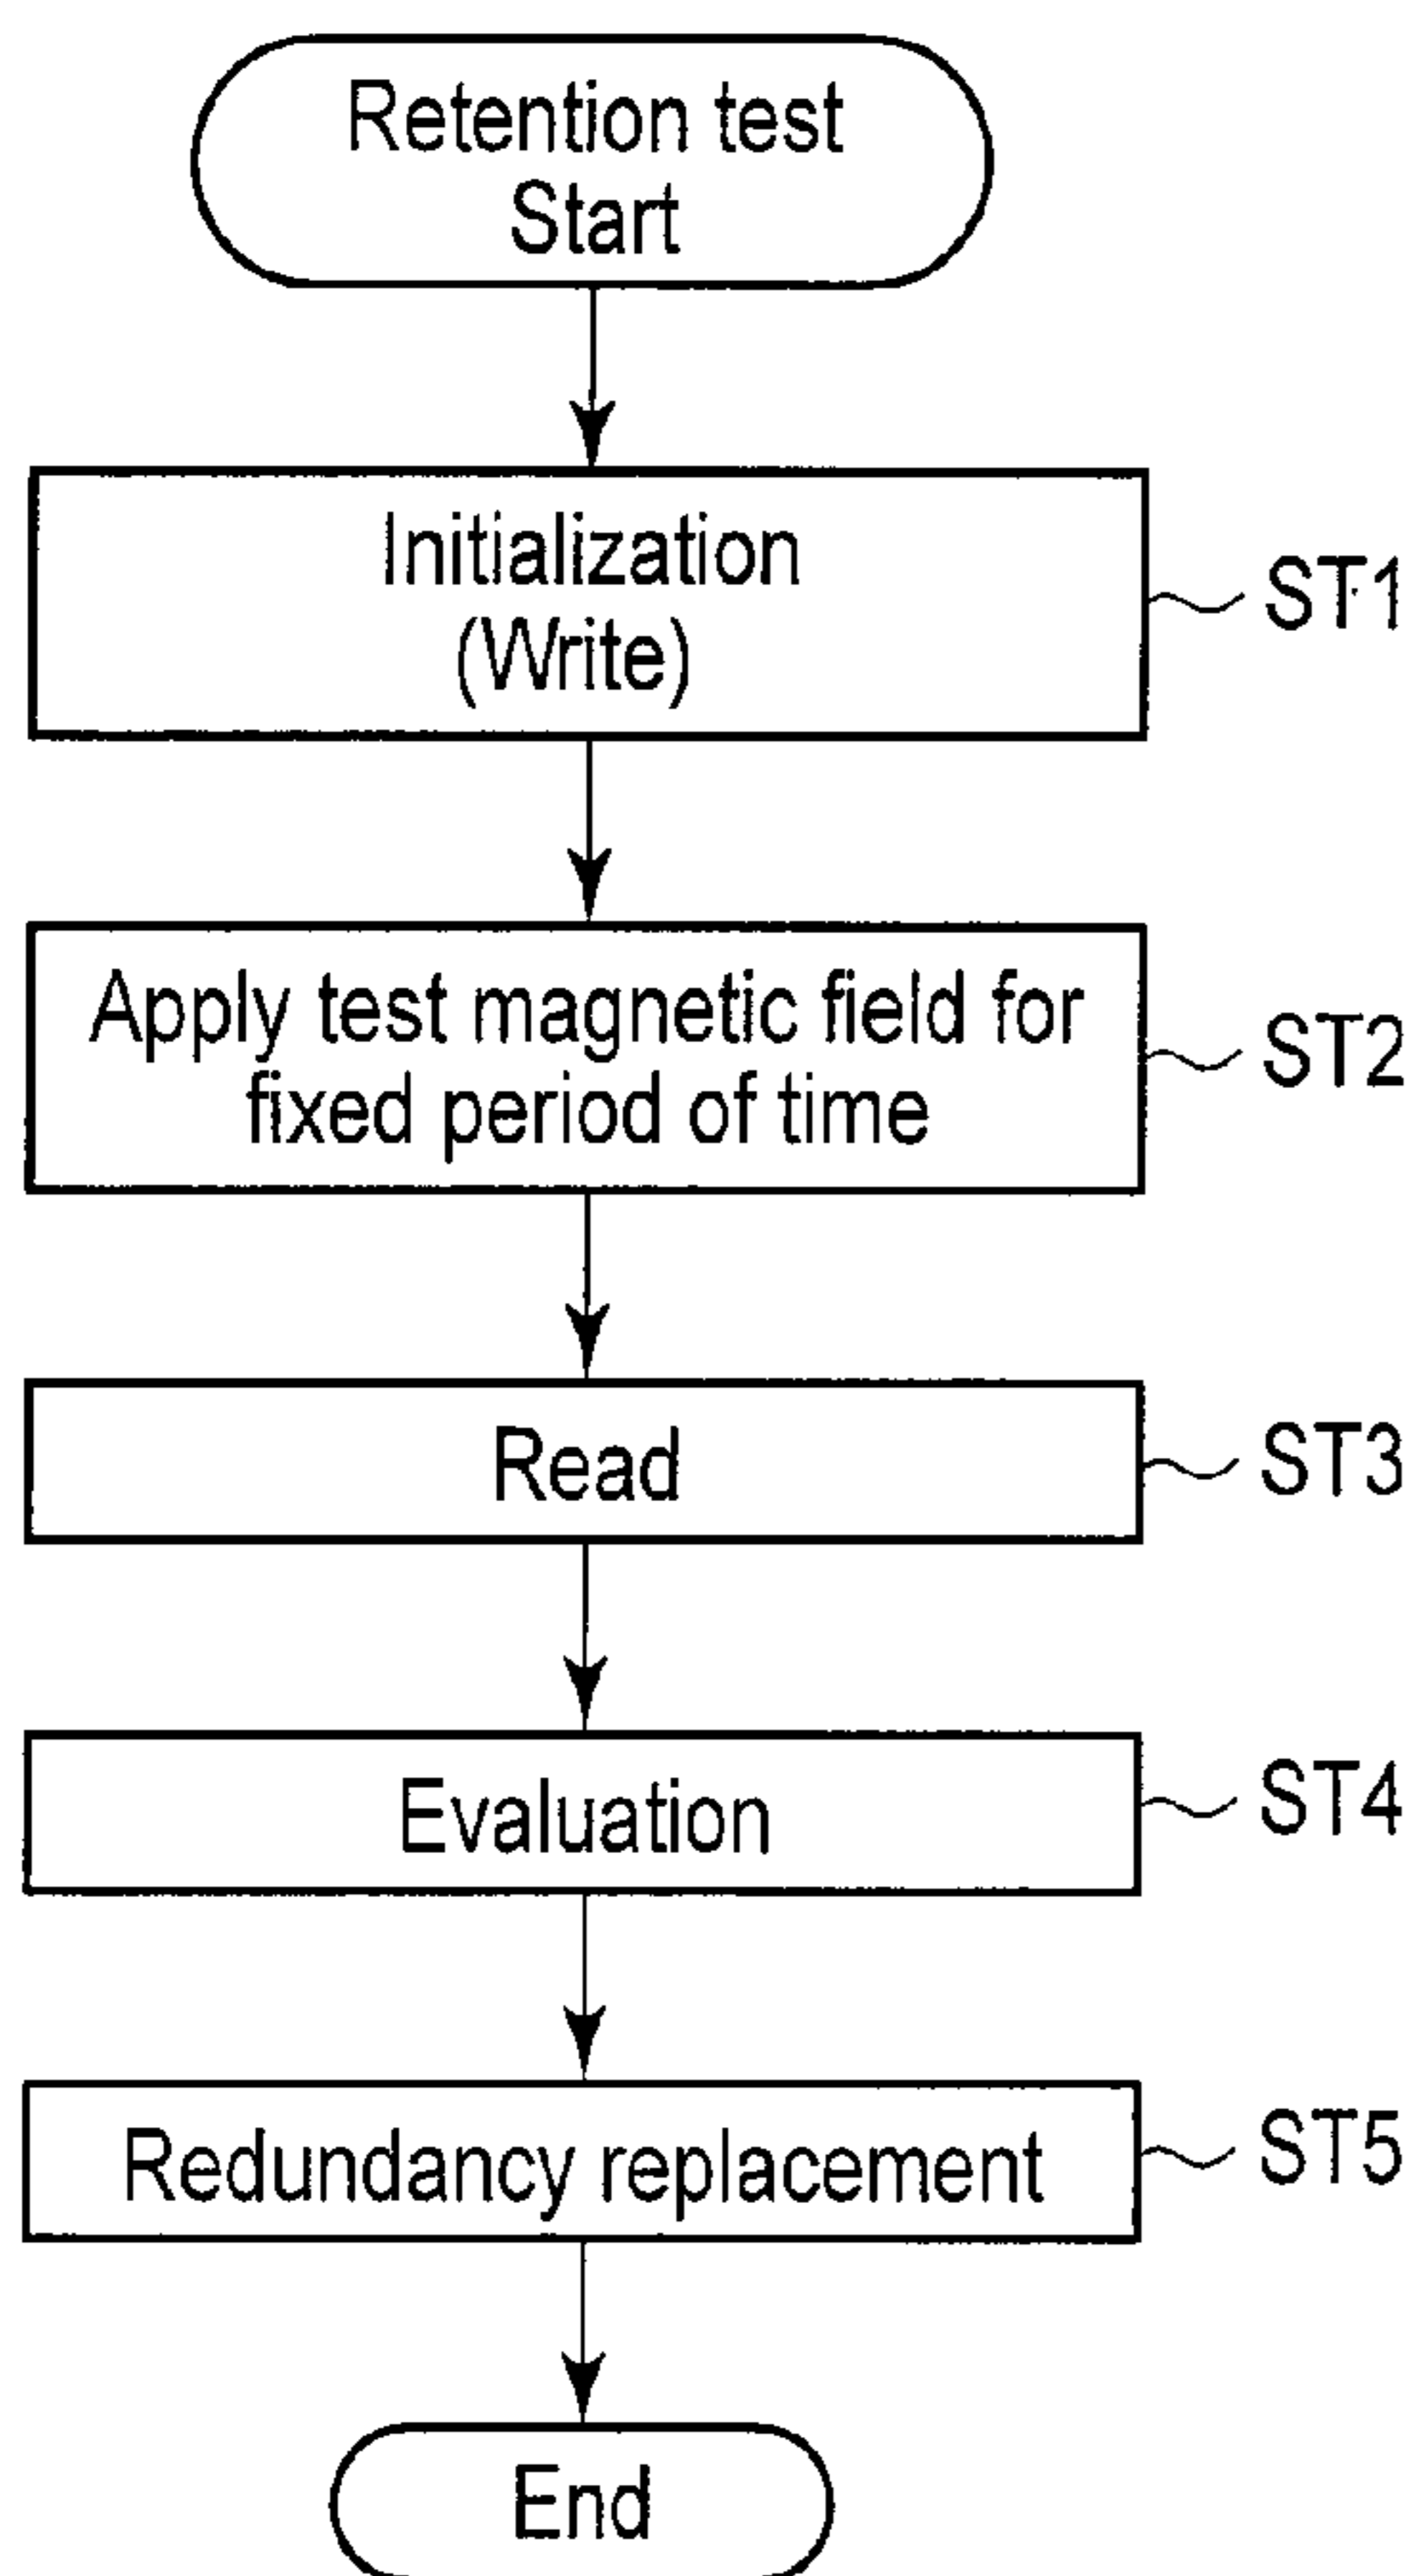 Retention test
Start
Initialization
(Write)
ST1
Apply test magnetic field for
fixed period of time
ST2
Read
ST3
Evaluation
ST4
Redundancy replacement
ST5
End